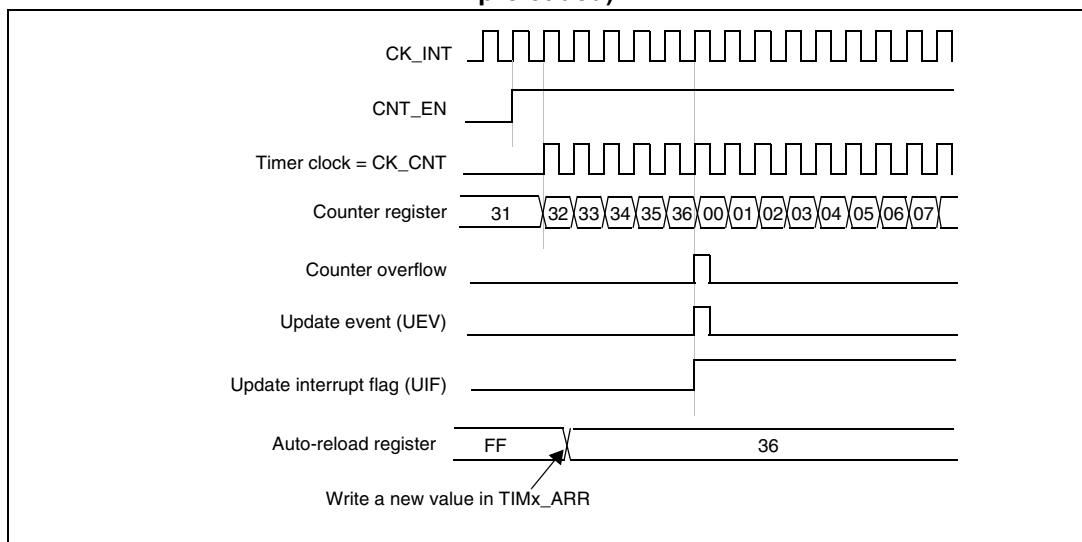 CK_INT
CNT_EN
Timer clock = CK_CNT
Counter register 31 32 33 34 35 36 00 01 02 03 04 05 06 07
Counter overflow
Update event (UEV)
Update interrupt flag (UIF)
Auto-reload register FF 36
Write a new value in TIMx_ARR